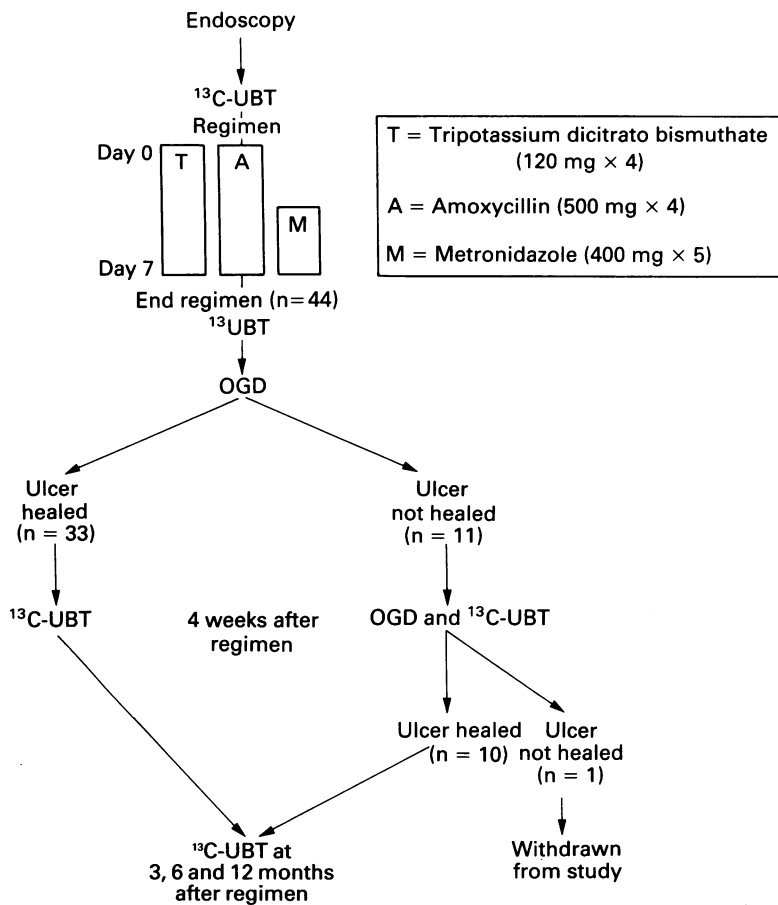 Endoscopy
¹³C-UBT
Regimen
Day 0
T
A
M
Day 7
T = Tripotassium dicitrato bismuthate
(120 mg × 4)
A = Amoxycillin (500 mg × 4)
M = Metronidazole (400 mg × 5)
End regimen (n=44)
¹³UBT
OGD
Ulcer
healed
(n = 33)
Ulcer
not healed
(n = 11)
¹³C-UBT
4 weeks after
regimen
OGD and ¹³C-UBT
Ulcer healed
(n = 10)
Ulcer
not healed
(n = 1)
¹³C-UBT at
3, 6 and 12 months
after regimen
Withdrawn
from study